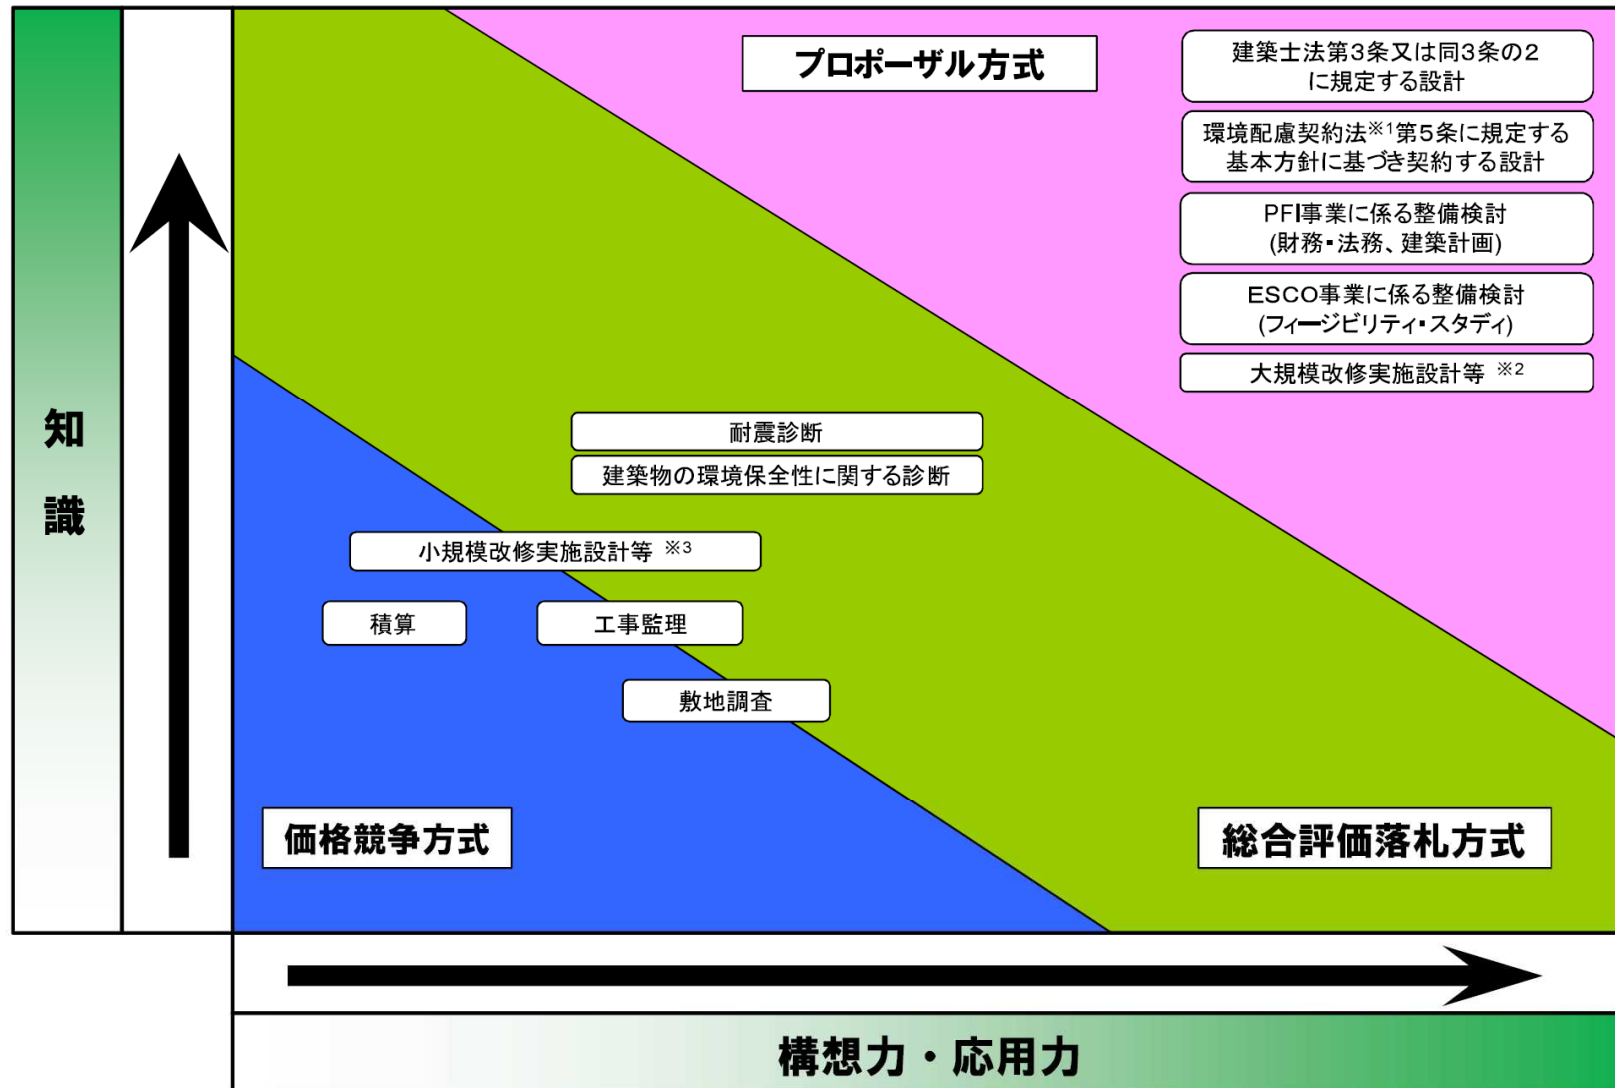 プロポーザル方式
建築士法第3条又は同3条の2
に規定する設計
環境配慮契約法※1第5条に規定する
基本方針に基づき契約する設計
PFI事業に係る整備検討
(財務・法務、建築計画)
ESCO事業に係る整備検討
(フィージビリティ・スタディ)
大規模改修実施設計等 ※2
知識
耐震診断
建築物の環境保全性に関する診断
小規模改修実施設計等 ※3
積算
工事監理
敷地調査
価格競争方式
総合評価落札方式
構想力・応用力